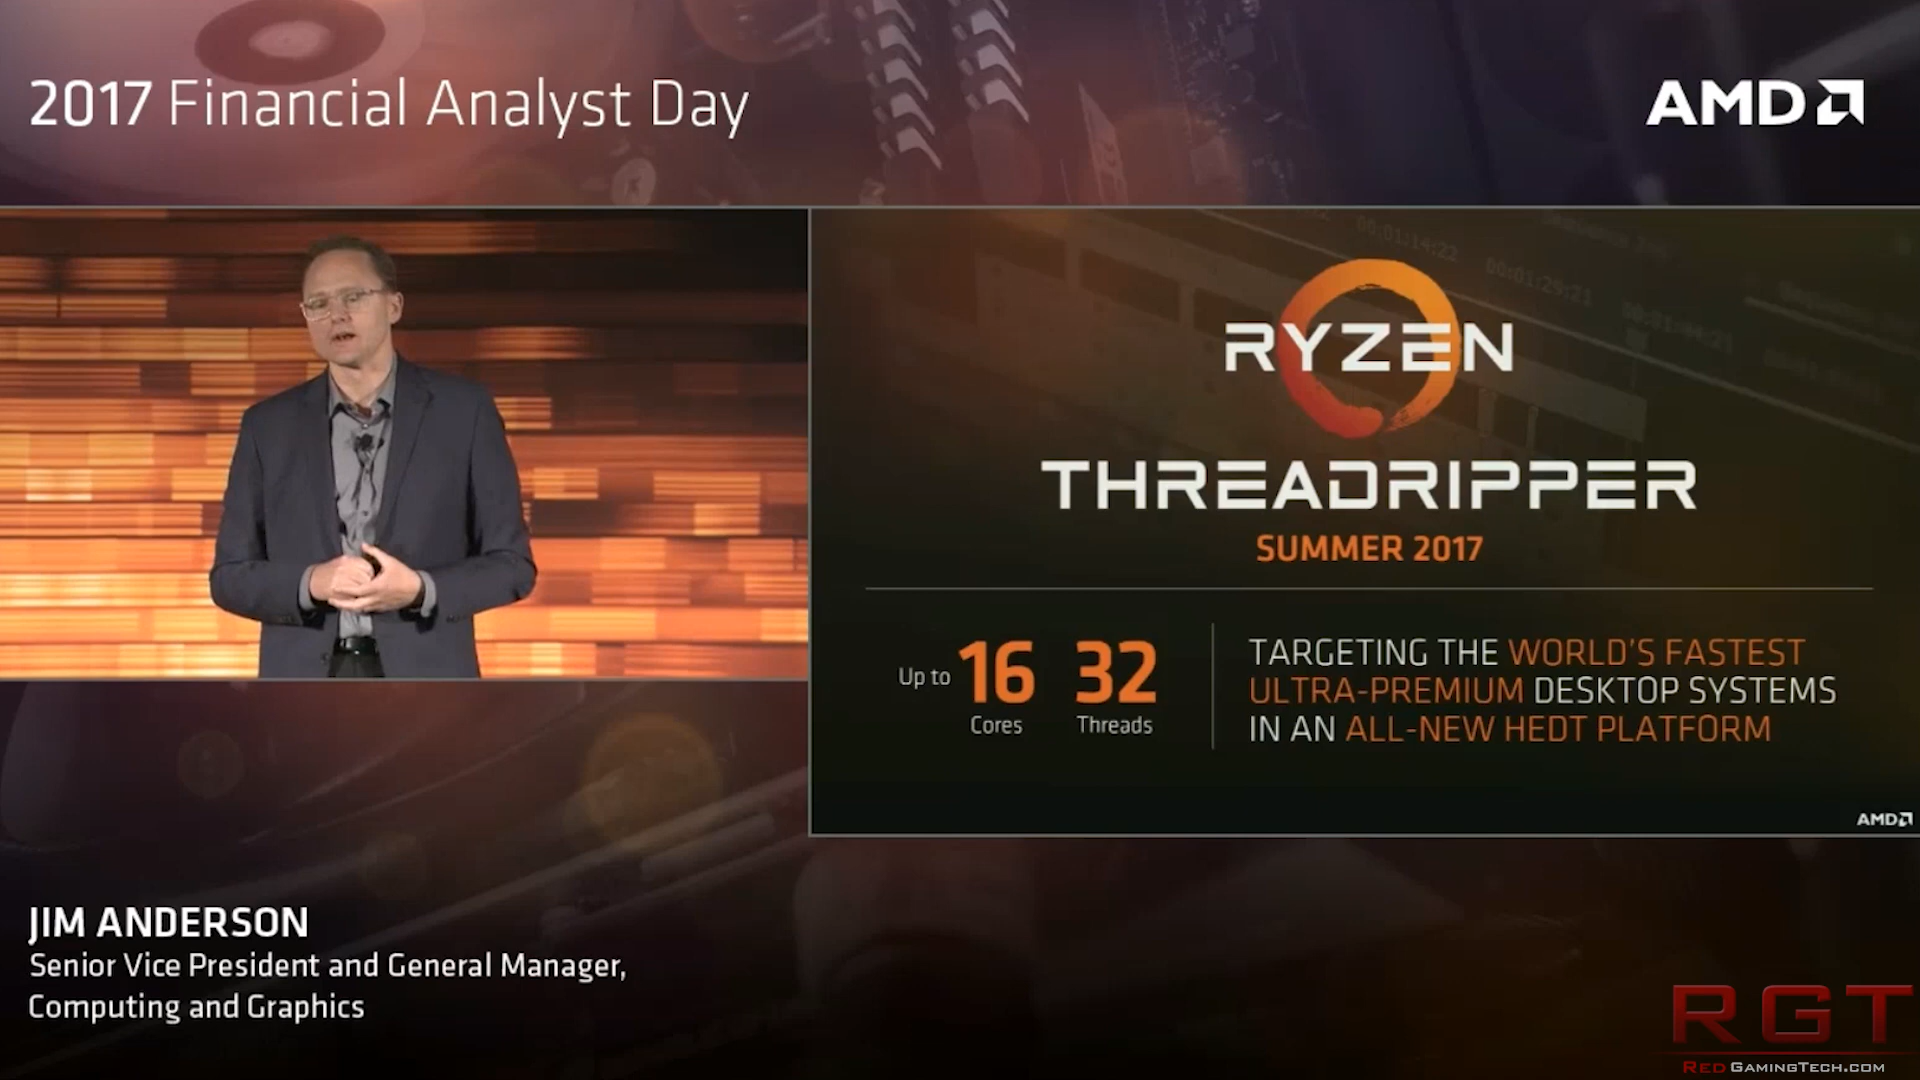 2017 Financial Analyst Day
AMD
RYZEN
THREADRIPPER
SUMMER 2017
Up to 16 32
Cores Threads
TARGETING THE WORLD'S FASTEST
ULTRA-PREMIUM DESKTOP SYSTEMS
IN AN ALL-NEW HEDT PLATFORM
AMD
JIM ANDERSON
Senior Vice President and General Manager,
Computing and Graphics
RGT
REDGAMINGTECH.COM